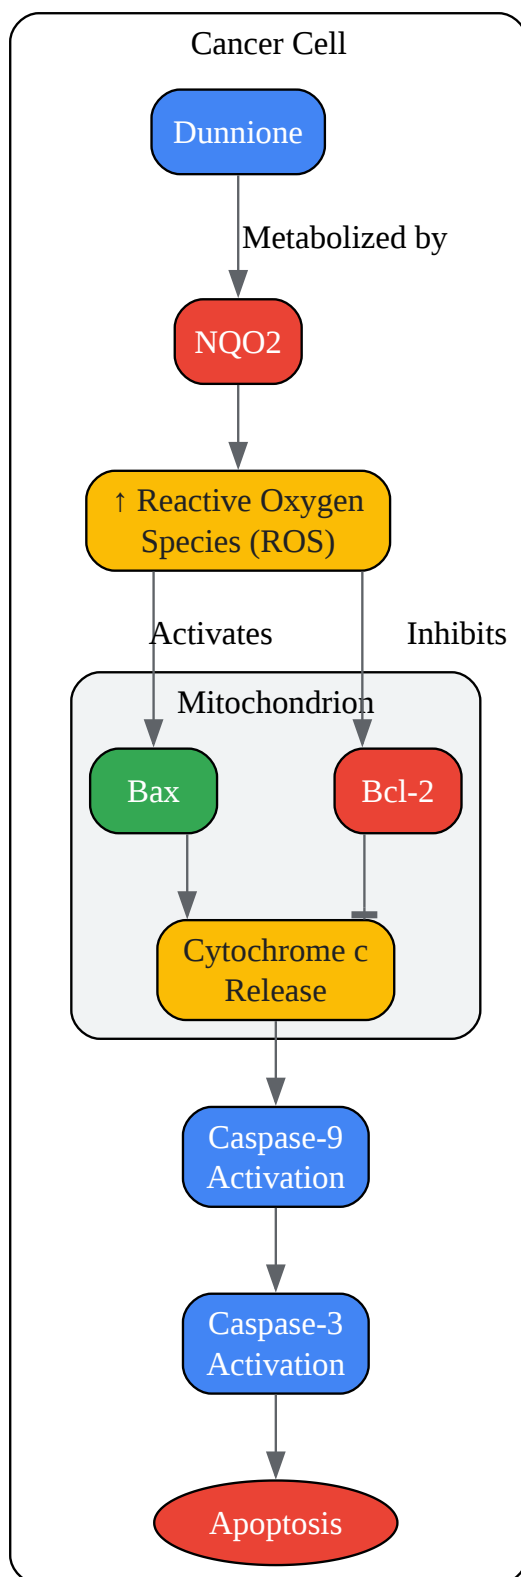 Cancer Cell
Dunnione
Metabolized by
NQO2
↑ Reactive Oxygen
Species (ROS)
Activates
Inhibits
Mitochondrion
Bax
Bcl-2
Cytochrome c
Release
Caspase-9
Activation
Caspase-3
Activation
Apoptosis